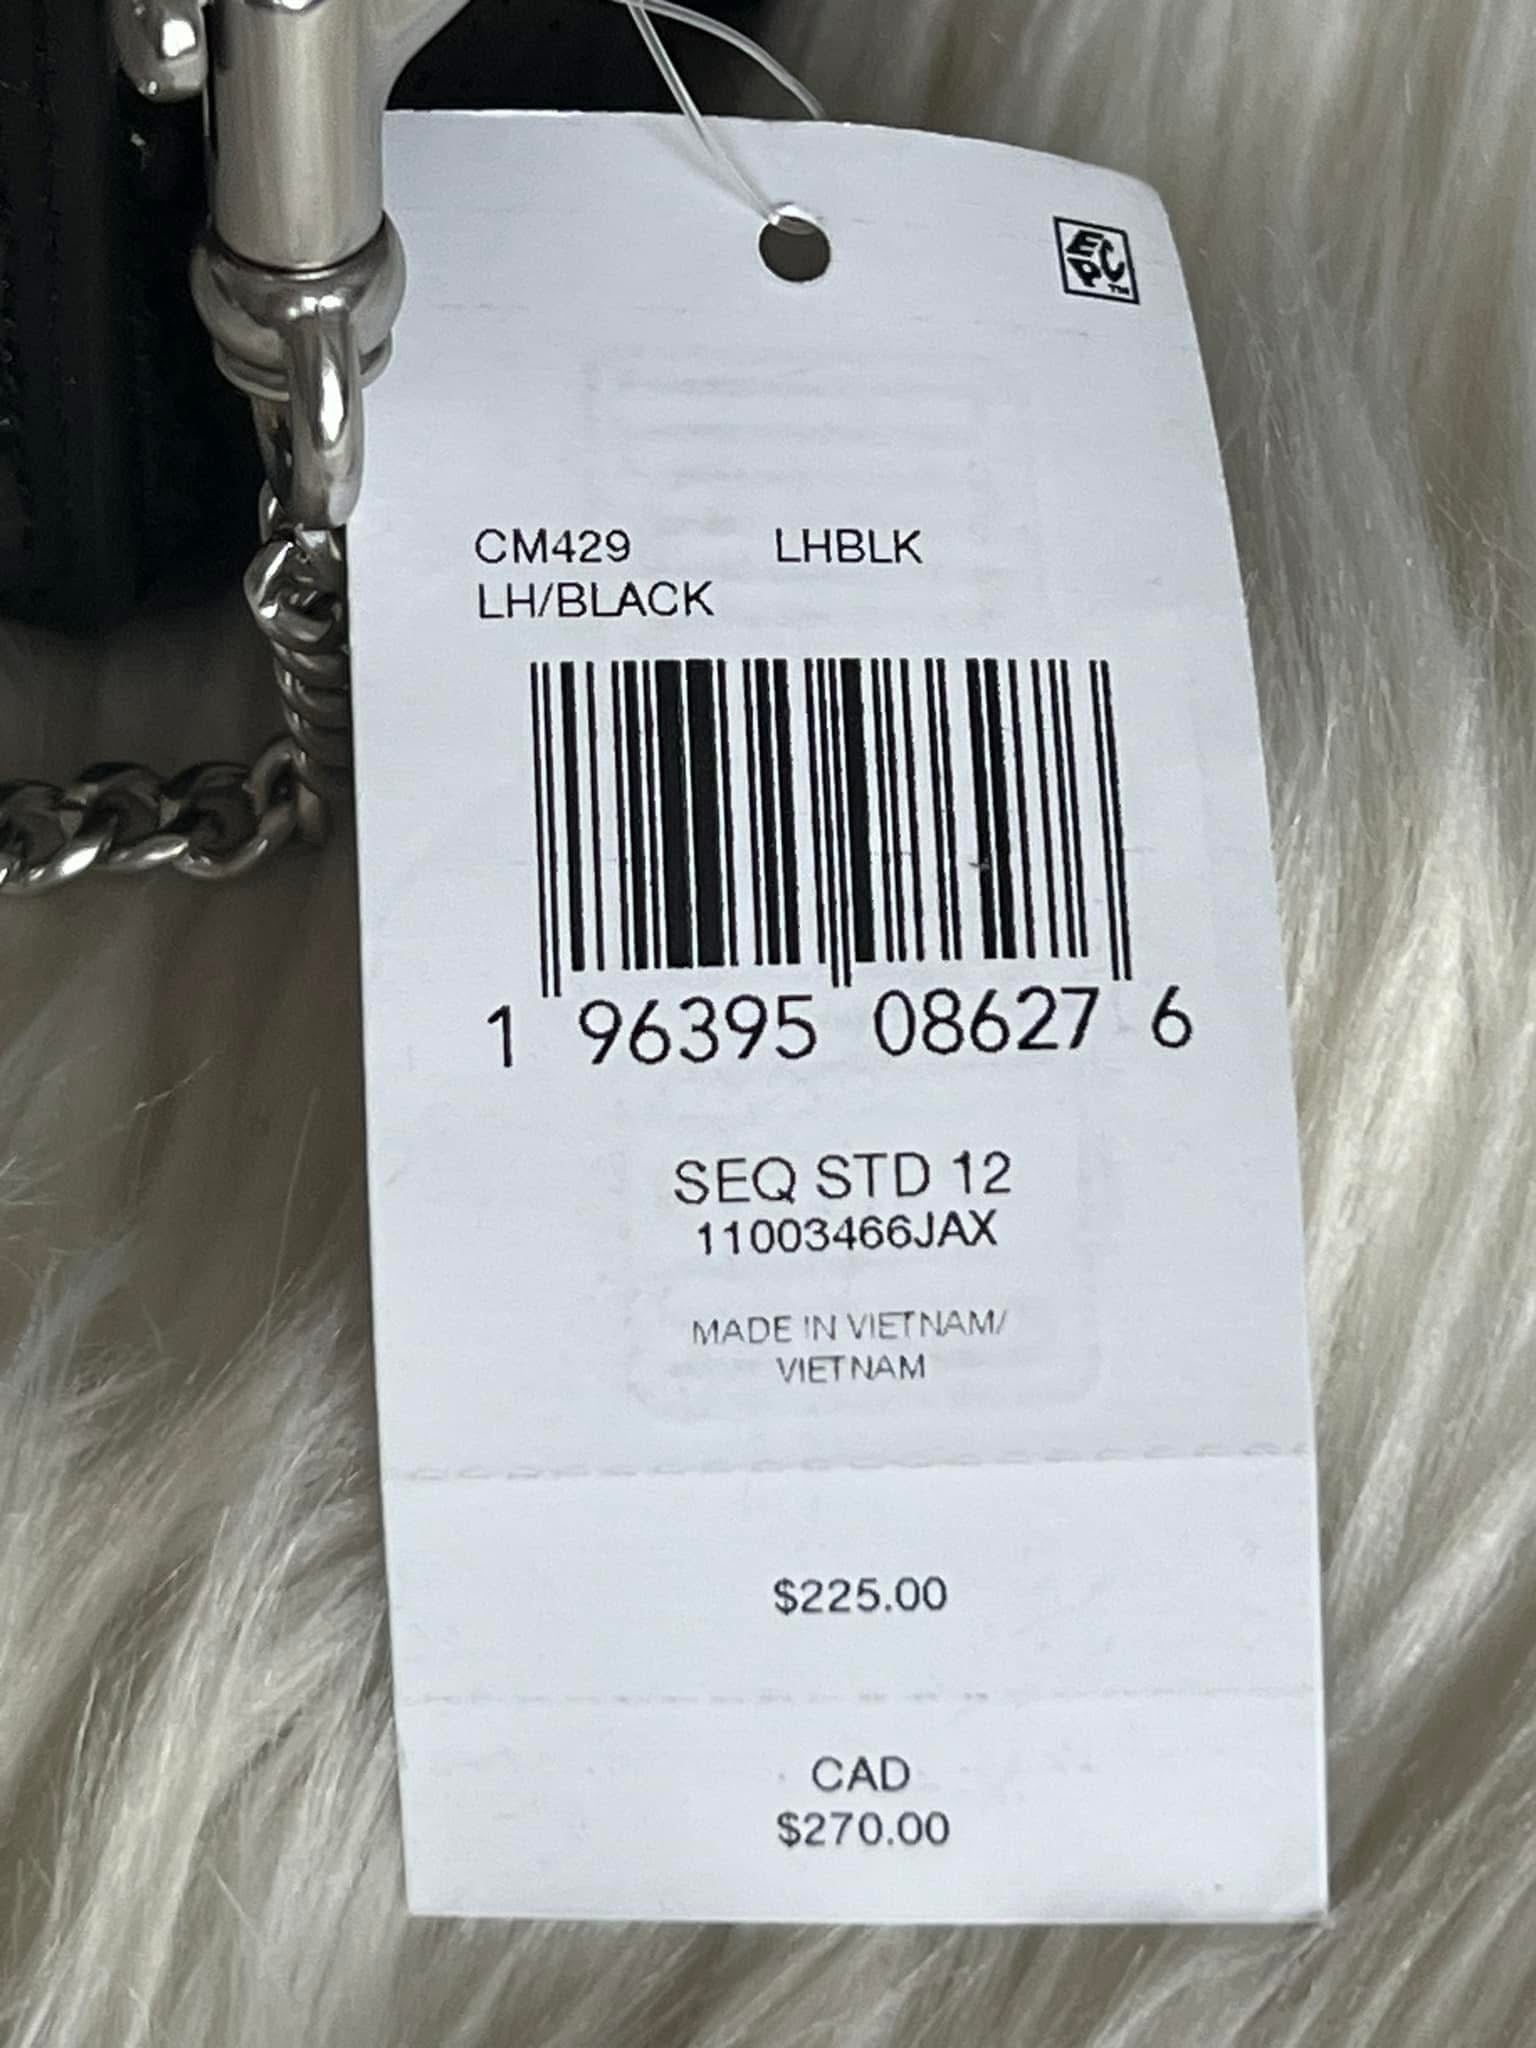 EPC™
CM429 LHBLK
LH/BLACK
1 96395 08627 6
SEQ STD 12
11003466JAX
MADE IN VIETNAM/
VIETNAM
$225.00
CAD
$270.00